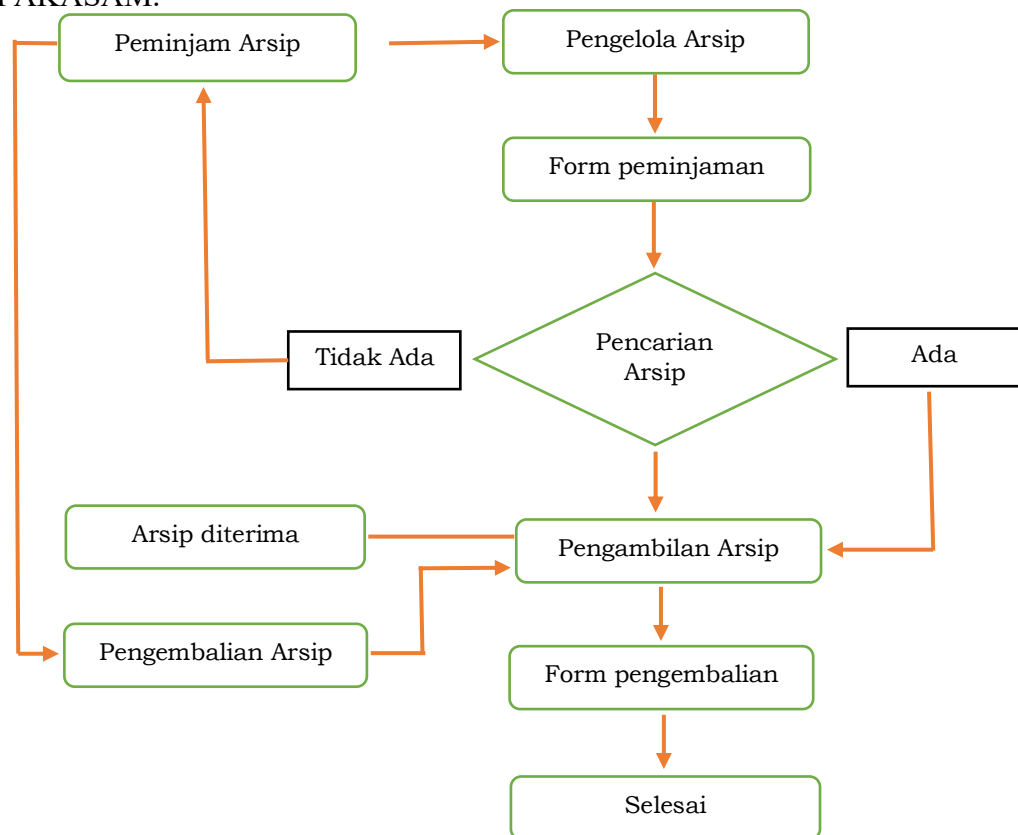 Peminjam Arsip
Pengelola Arsip
Form peminjaman
Pencarian
Arsip
Tidak Ada
Ada
Arsip diterima
Pengambilan Arsip
Pengembalian Arsip
Form pengembalian
Selesai